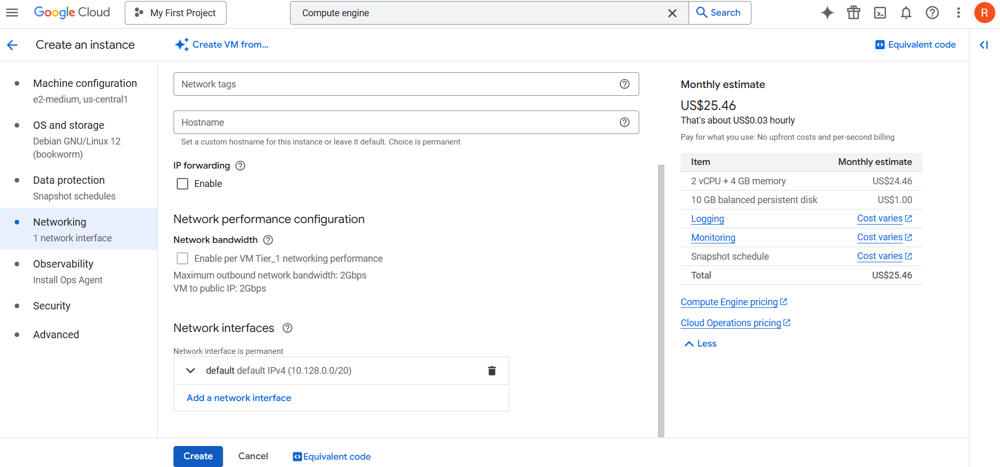 Google Cloud
My First Project
Compute engine
Search
R
Create an instance
Create VM from...
Equivalent code
Machine configuration
e2-medium, us-central1
OS and storage
Debian GNU/Linux 12
(bookworm)
Data protection
Snapshot schedules
Networking
1 network interface
Observability
Install Ops Agent
Security
Advanced
Network tags
Hostname
Set a custom hostname for this instance or leave it default. Choice is permanent
IP forwarding
Enable
Network performance configuration
Network bandwidth
Enable per VM Tier_1 networking performance
Maximum outbound network bandwidth: 2Gbps
VM to public IP: 2Gbps
Network interfaces
Network interface is permanent
default default IPv4 (10.128.0.0/20)
Add a network interface
Monthly estimate
US$25.46
That's about US$0.03 hourly
Pay for what you use: No upfront costs and per-second billing
Item Monthly estimate
2 vCPU + 4 GB memory US$24.46
10 GB balanced persistent disk US$1.00
Logging Cost varies
Monitoring Cost varies
Snapshot schedule Cost varies
Total US$25.46
Compute Engine pricing
Cloud Operations pricing
Less
Create
Cancel
Equivalent code